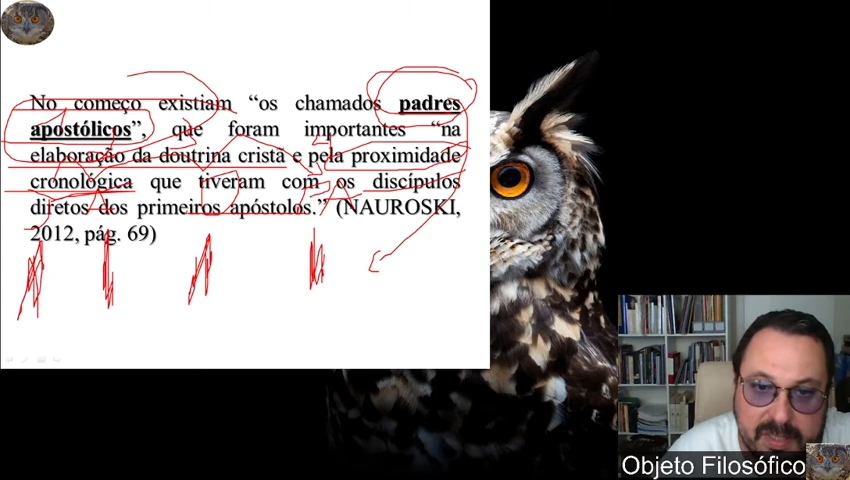 No começo existiam “os chamados padres
apostólicos”, que foram importantes “na
elaboração da doutrina cristã e pela proximidade
cronológica que tiveram com os discípulos
diretos dos primeiros apóstolos.” (NAUROSKI,
2012, pág. 69)
Objeto Filosófico